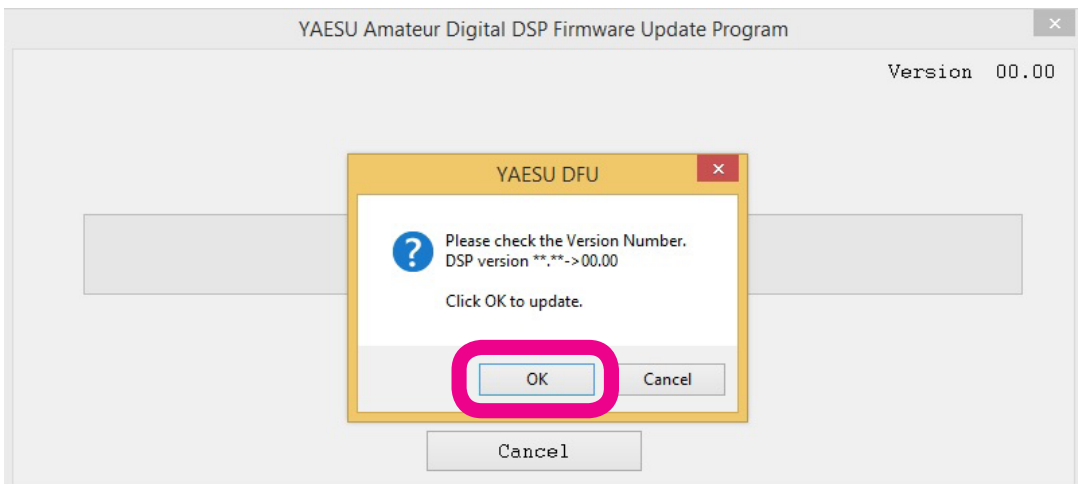 YAESU Amateur Digital DSP Firmware Update Program
Version 00.00
YAESU DFU
Please check the Version Number.
DSP version **.**->00.00
Click OK to update.
OK
Cancel
Cancel